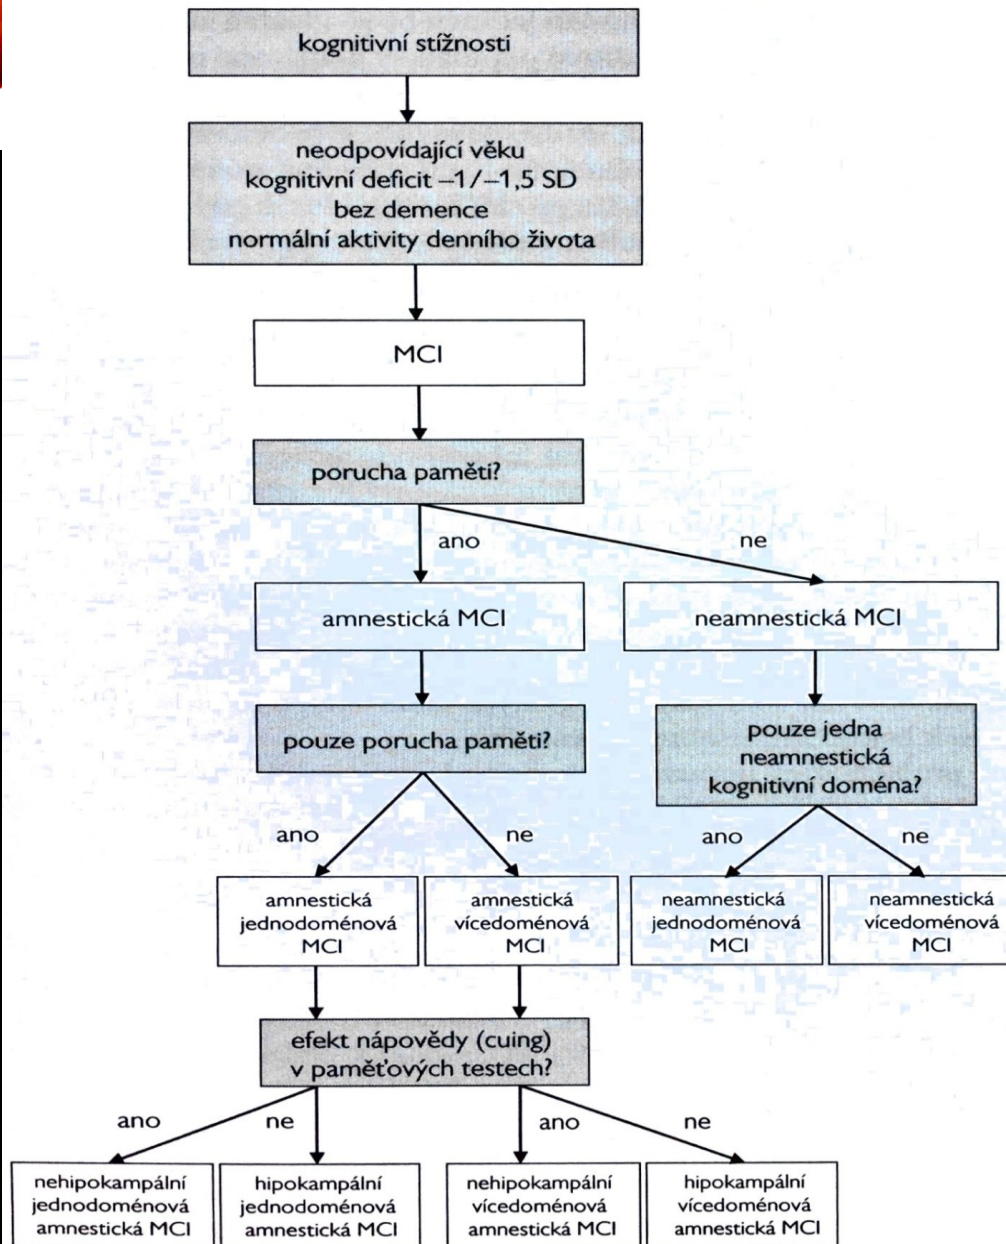 kognitivní stížnosti
neodpovídající věku
kognitivní deficit –1/–1,5 SD
bez demence
normální aktivity denního života
MCI
porucha paměti?
ano
ne
amnestická MCI
neamnestická MCI
pouze porucha paměti?
pouze jedna
neamnestická
kognitivní doména?
ano
ne
ano
ne
amnestická
jednodoménová
MCI
amnestická
vícedoménová
MCI
neamnestická
jednodoménová
MCI
neamnestická
vícedoménová
MCI
efekt nápovědy (cuing)
v paměťových testech?
ano
ne
ano
ne
nehipokampální
jednodoménová
amnestická MCI
hipokampální
jednodoménová
amnestická MCI
nehipokampální
vícedoménová
amnestická MCI
hipokampální
vícedoménová
amnestická MCI